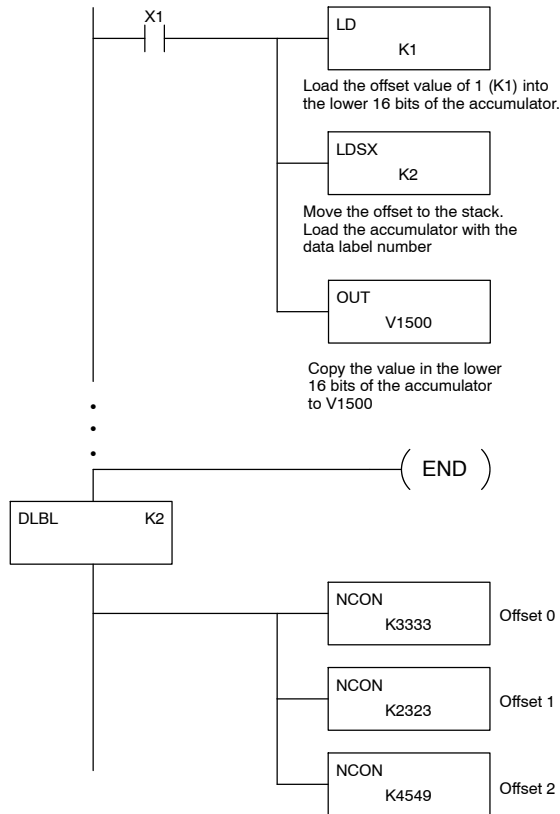 X1
LD
K1
Load the offset value of 1 (K1) into
the lower 16 bits of the accumulator.
LDSX
K2
Move the offset to the stack.
Load the accumulator with the
data label number
OUT
V1500
Copy the value in the lower
16 bits of the accumulator
to V1500
END
DLBL K2
NCON
K3333
Offset 0
NCON
K2323
Offset 1
NCON
K4549
Offset 2